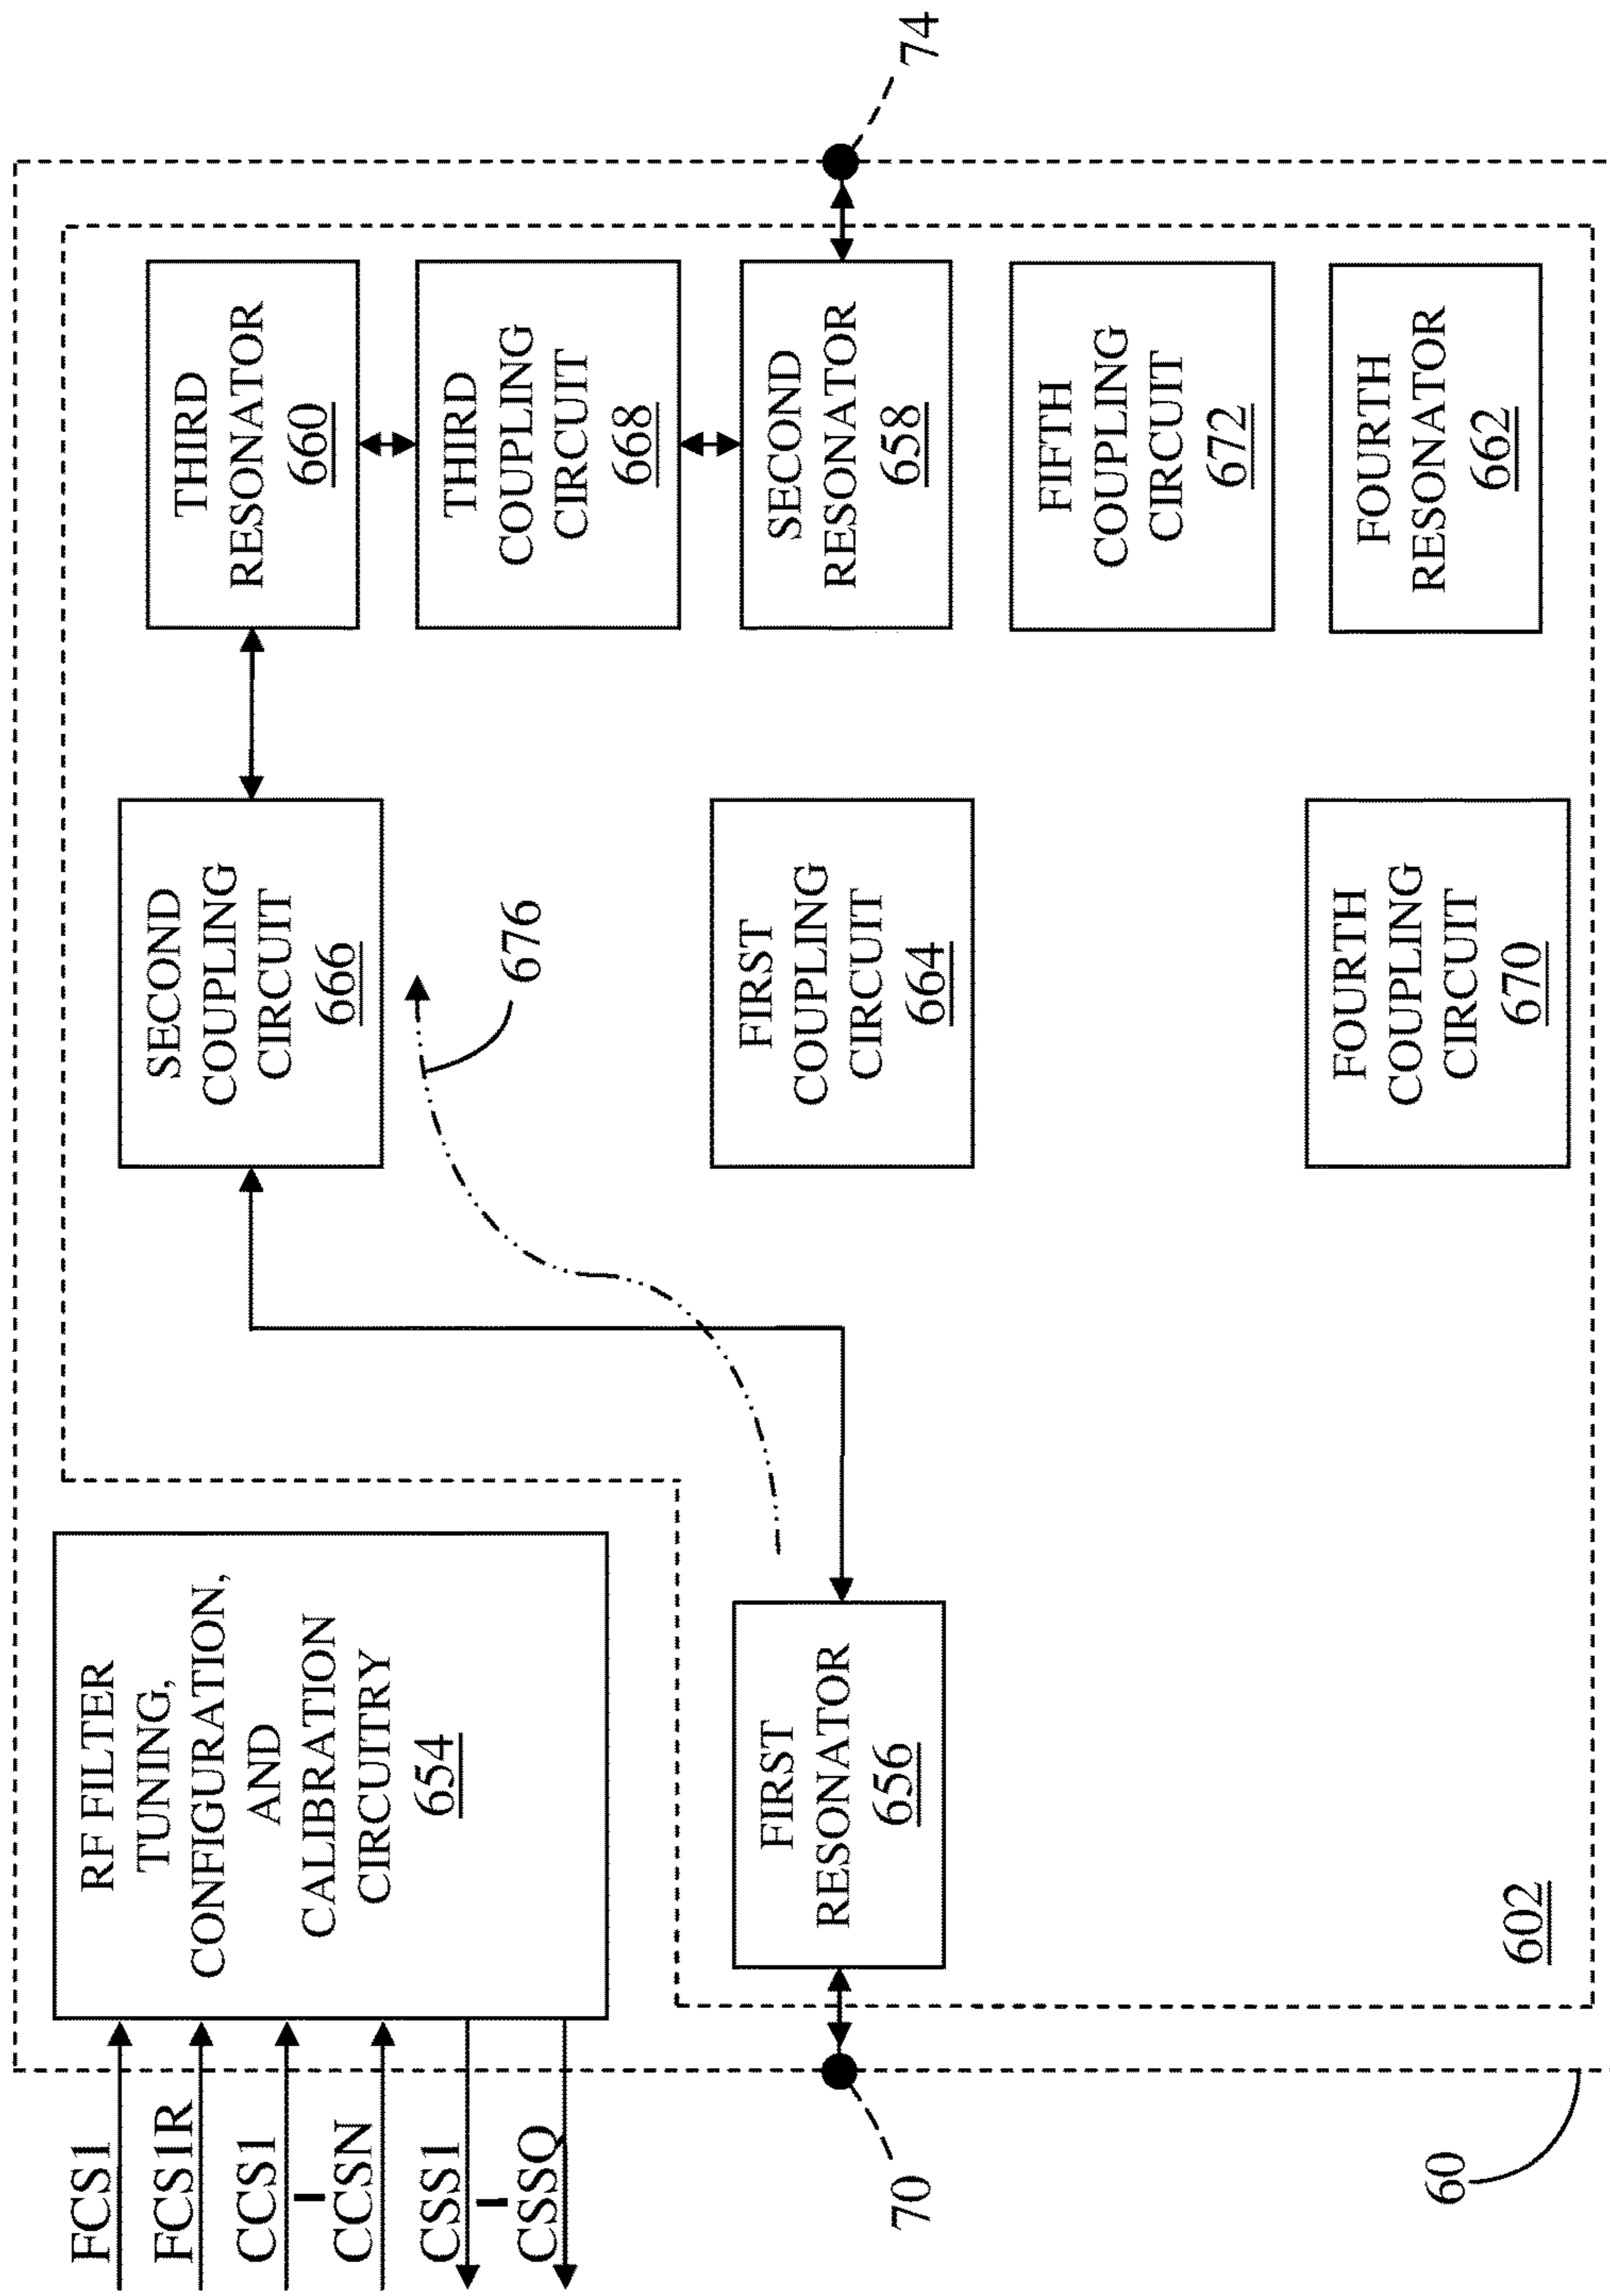 FCS1
FCS1R
CCS1
CCSN
CSS1
CSSQ
RF FILTER
TUNING,
CONFIGURATION,
AND
CALIBRATION
CIRCUITRY
654
SECOND
COUPLING
CIRCUIT
666
THIRD
RESONATOR
660
676
THIRD
COUPLING
CIRCUIT
668
70
FIRST
RESONATOR
656
FIRST
COUPLING
CIRCUIT
664
SECOND
RESONATOR
658
74
FIFTH
COUPLING
CIRCUIT
672
60
602
FOURTH
COUPLING
CIRCUIT
670
FOURTH
RESONATOR
662